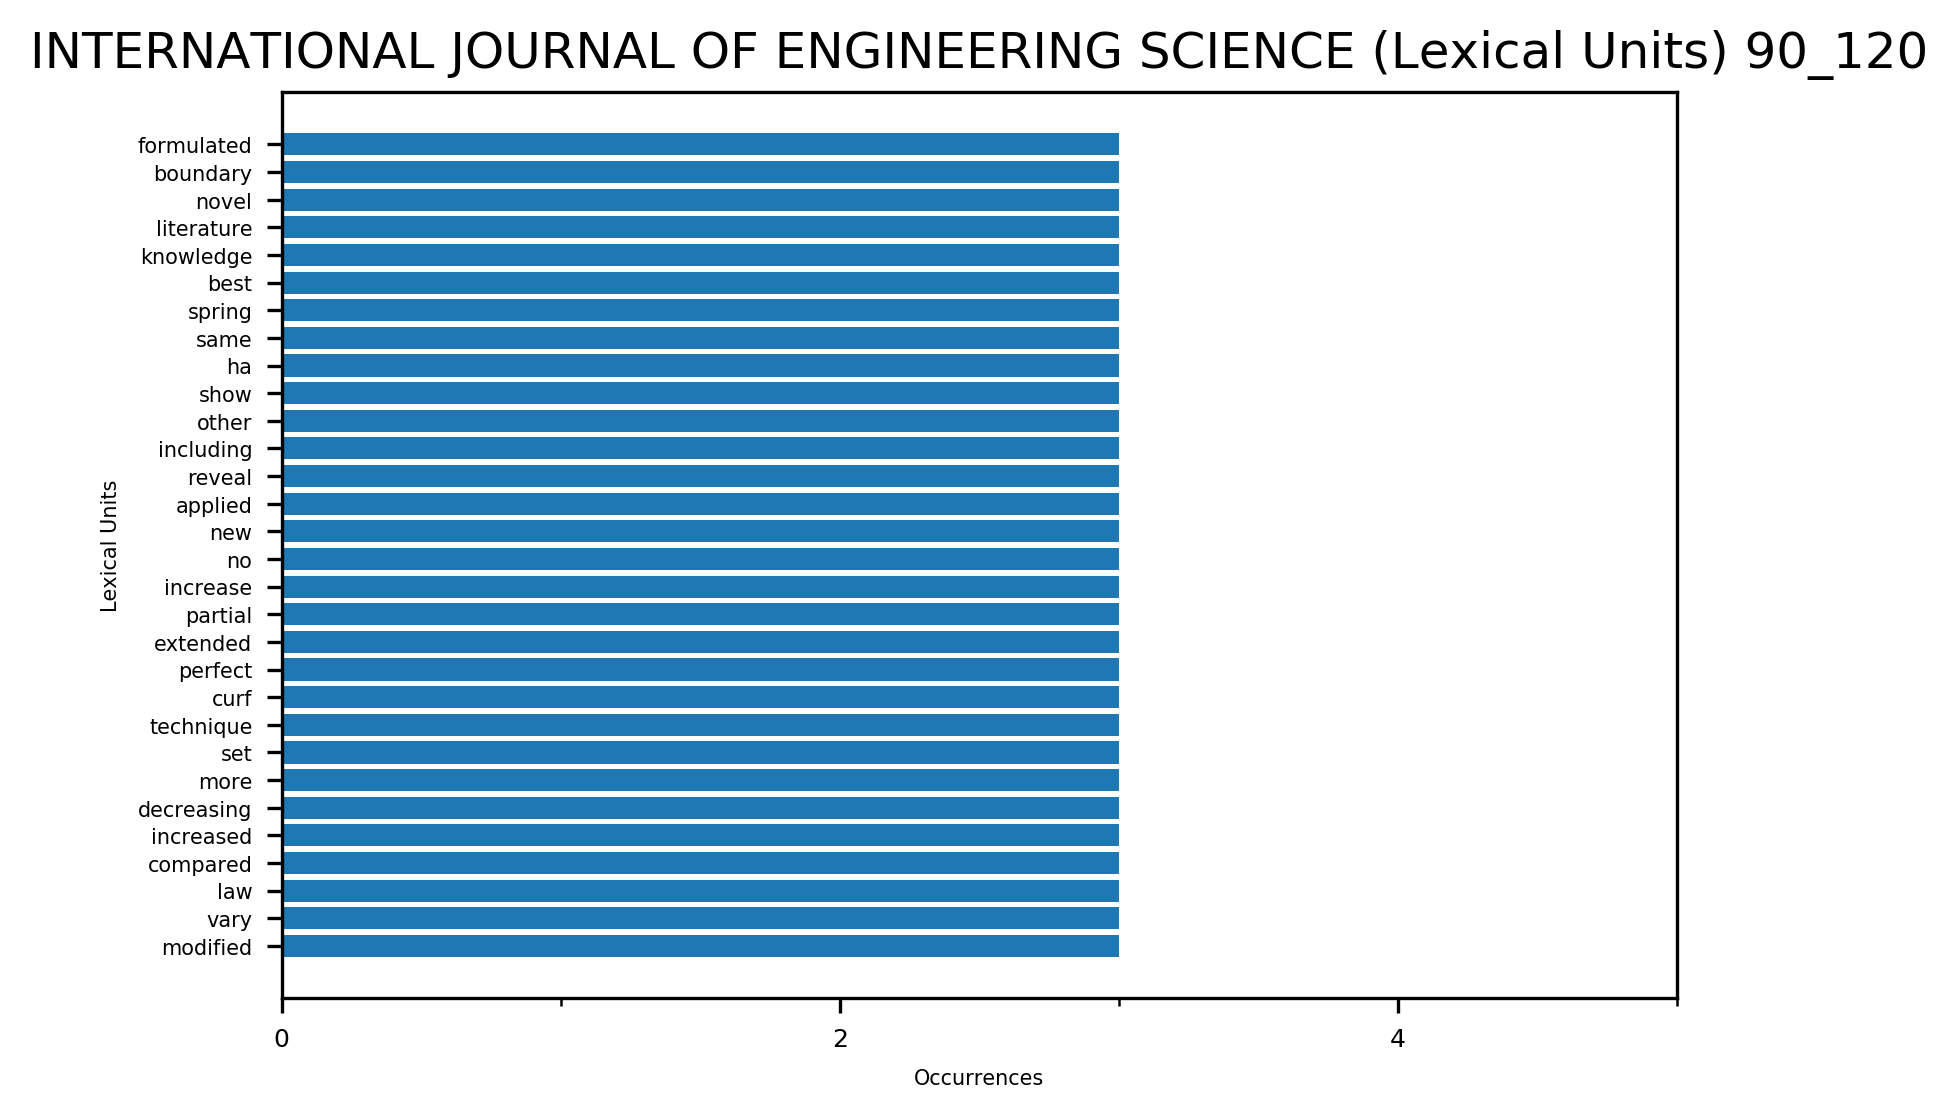 INTERNATIONAL JOURNAL OF ENGINEERING SCIENCE (Lexical Units) 90_120
formulated
boundary
novel
literature
knowledge
best
spring
same
ha
show
other
including
reveal
applied
new
no
increase
partial
extended
perfect
curf
technique
set
more
decreasing
increased
compared
law
vary
modified
Lexical Units
0 2 4
Occurrences